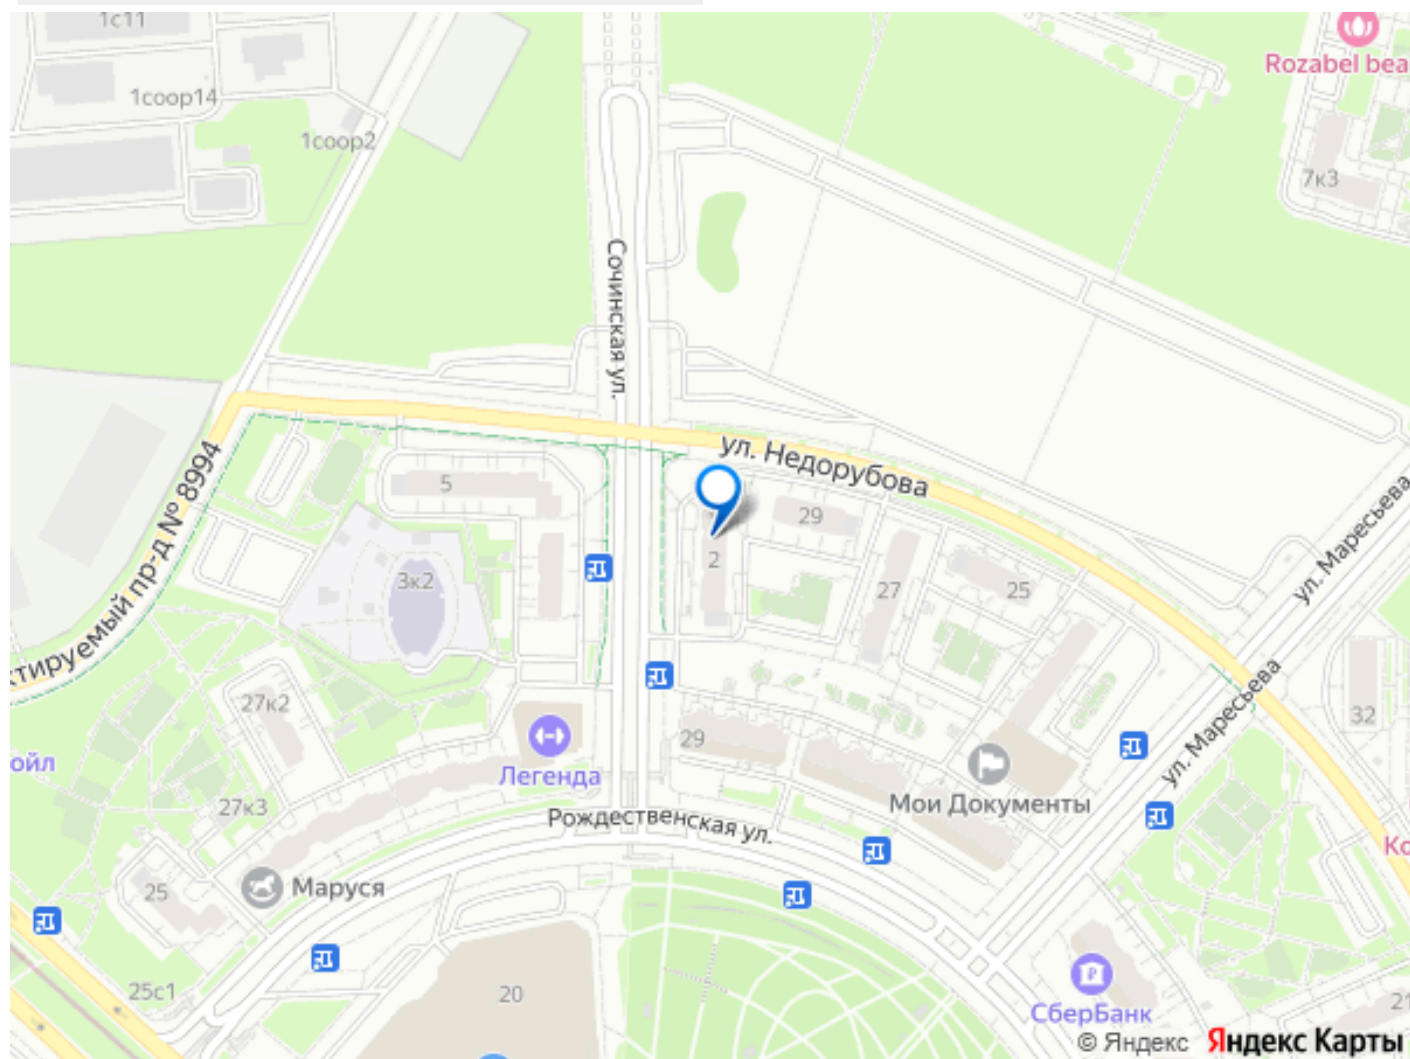 1с11
Rozabel bea
1соор14
1соор2
7к3
Сочинская ул.
ул. Недорубова
ктируемый пр-д № 8994
5
29
2
3к2
27
25
ул. Маресьева
27к2
32
29
ул. Маресьева
ойл
Легенда
Мои Документы
27к3
Рождественская ул.
Ко
25
Маруся
25с1
20
СберБанк
21
© Яндекс Яндекс Карты